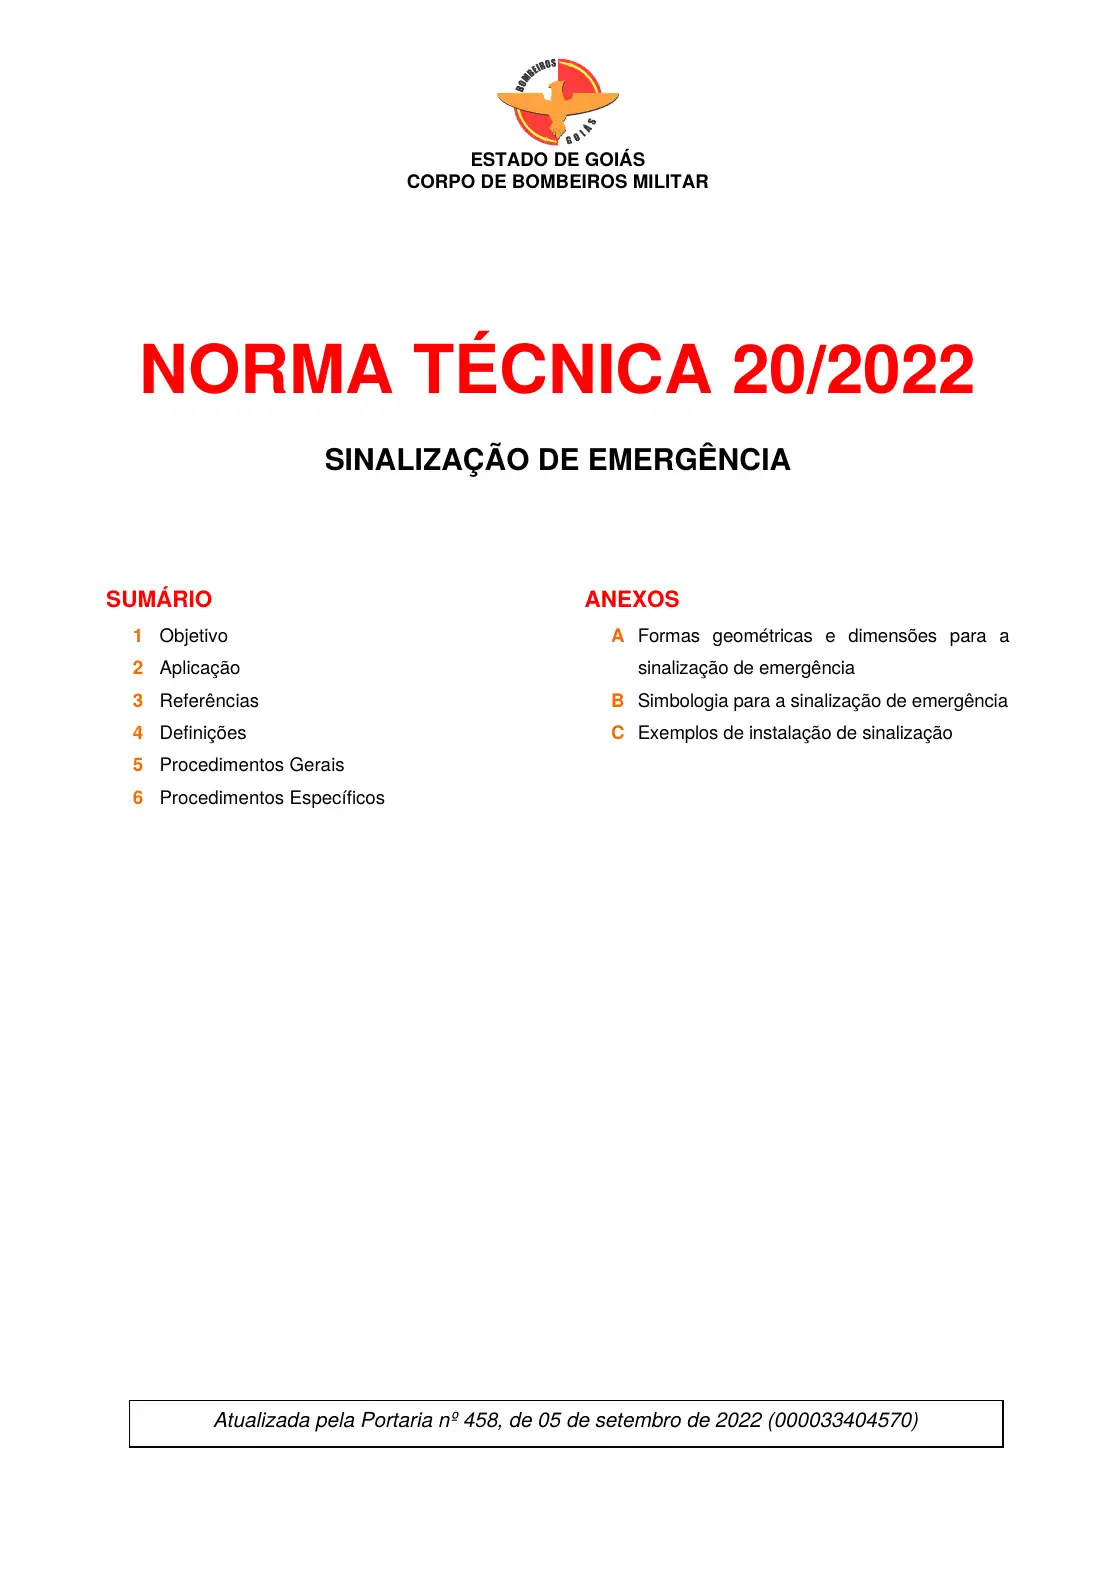 BOMBEIROS
GOIÁS
ESTADO DE GOIÁS
CORPO DE BOMBEIROS MILITAR
NORMA TÉCNICA 20/2022
SINALIZAÇÃO DE EMERGÊNCIA
SUMÁRIO
1 Objetivo
2 Aplicação
3 Referências
4 Definições
5 Procedimentos Gerais
6 Procedimentos Específicos
ANEXOS
A Formas geométricas e dimensões para a
sinalização de emergência
B Simbologia para a sinalização de emergência
C Exemplos de instalação de sinalização
Atualizada pela Portaria nº 458, de 05 de setembro de 2022 (000033404570)